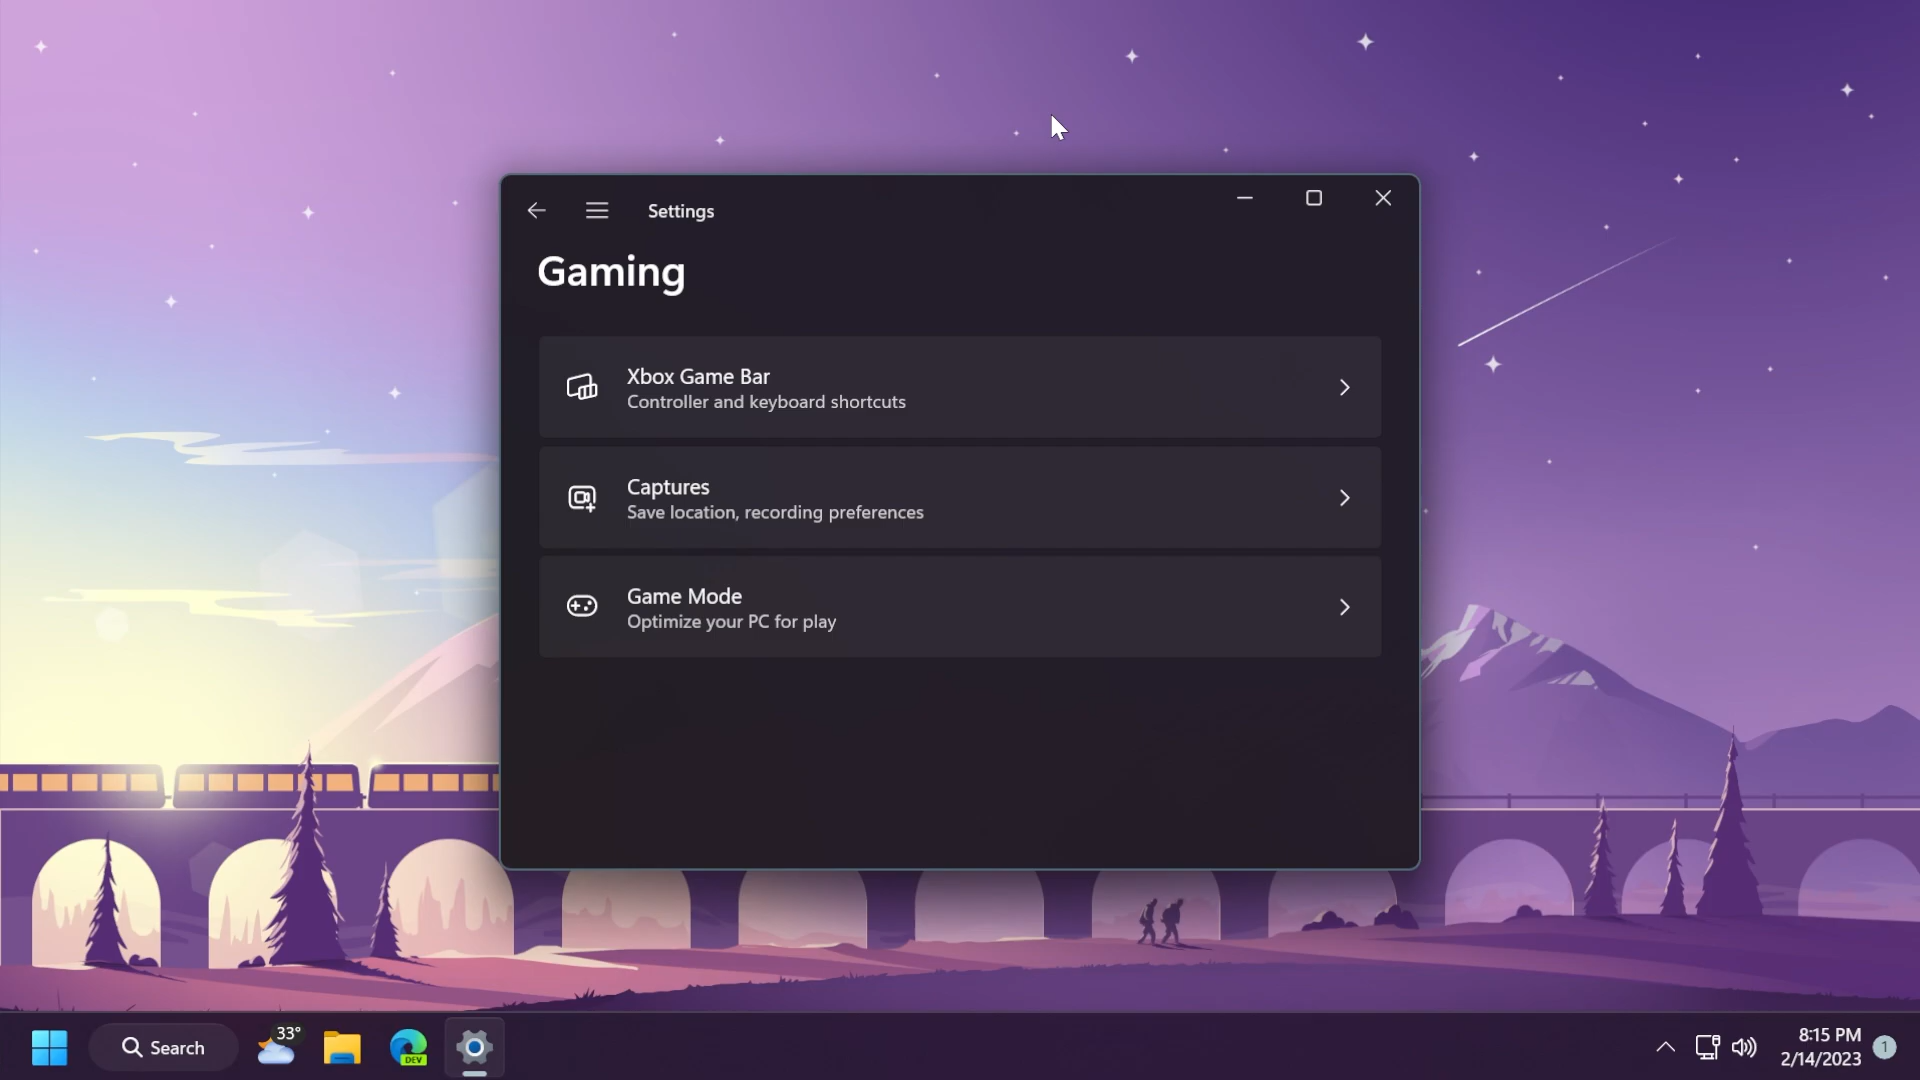 Settings
Gaming
Xbox Game Bar
Controller and keyboard shortcuts
Captures
Save location, recording preferences
Game Mode
Optimize your PC for play
33°
Search
DEV
8:15 PM
2/14/2023
1